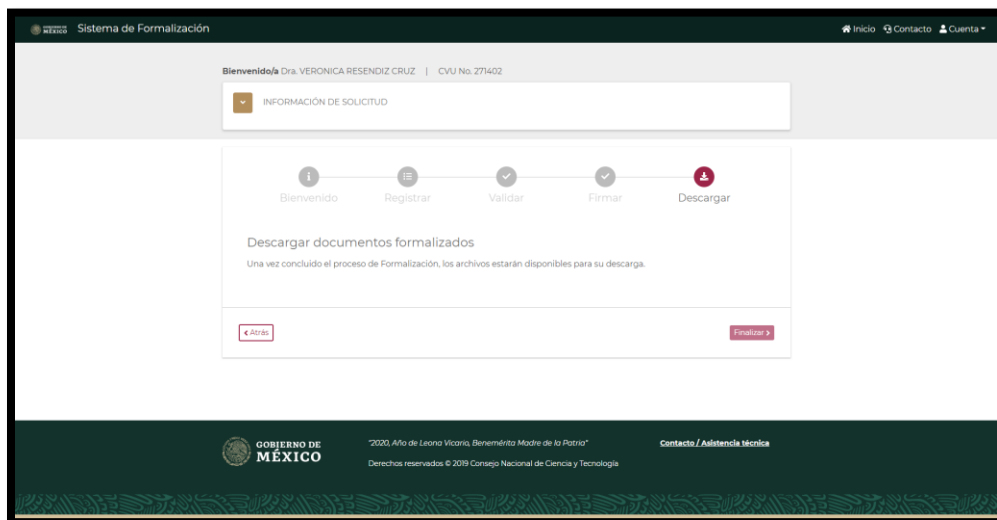 GOBIERNO DE MÉXICO Sistema de Formalización Inicio Contacto Cuenta
Bienvenido/a Dra. VERONICA RESENDIZ CRUZ | CVU No. 271402
INFORMACIÓN DE SOLICITUD
Bienvenido Registrar Validar Firmar Descargar
Descargar documentos formalizados
Una vez concluido el proceso de Formalización, los archivos estarán disponibles para su descarga.
Atrás Finalizar
GOBIERNO DE
MÉXICO
"2020, Año de Leona Vicario, Benemérita Madre de la Patria"
Derechos reservados © 2019 Consejo Nacional de Ciencia y Tecnología
Contacto / Asistencia técnica